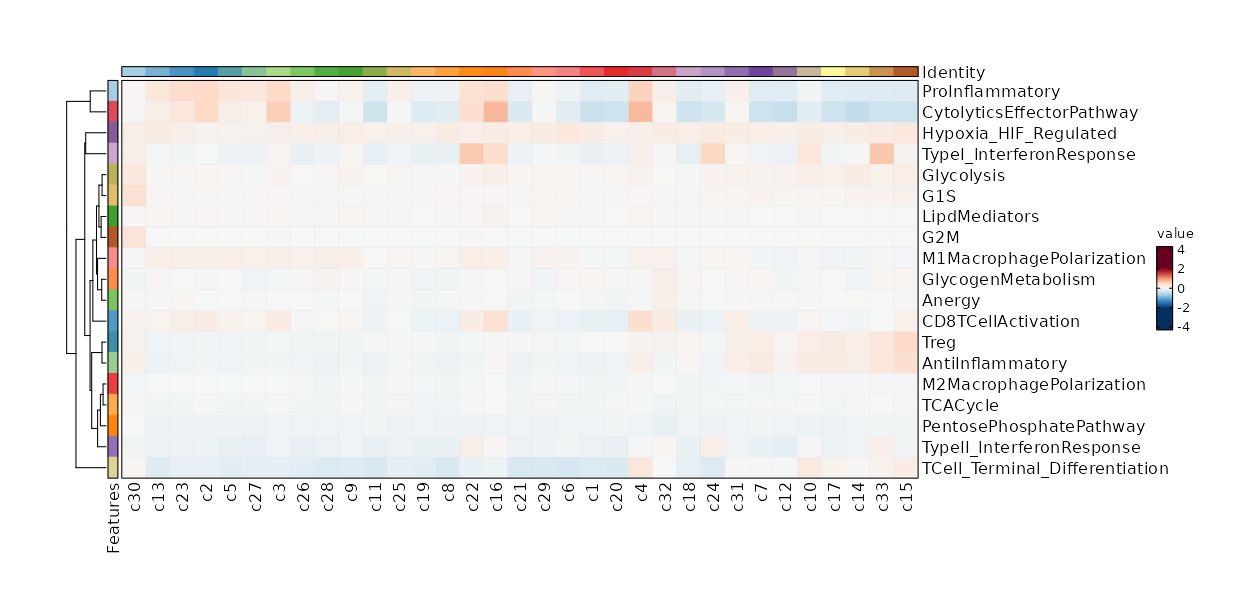 Identity
ProInflammatory
CytolyticsEffectorPathway
Hypoxia_HIF_Regulated
TypeI_InterferonResponse
Glycolysis
G1S
LipdMediators
G2M
M1MacrophagePolarization
GlycogenMetabolism
Anergy
CD8TCellActivation
Treg
AntiInflammatory
M2MacrophagePolarization
TCACycle
PentosePhosphatePathway
TypeII_InterferonResponse
TCell_Terminal_Differentiation
value
4
2
0
-2
-4
Features
c30
c13
c23
c2
c5
c27
c3
c26
c28
c9
c11
c25
c19
c8
c22
c16
c21
c29
c6
c1
c20
c4
c32
c18
c24
c31
c7
c12
c10
c17
c14
c33
c15